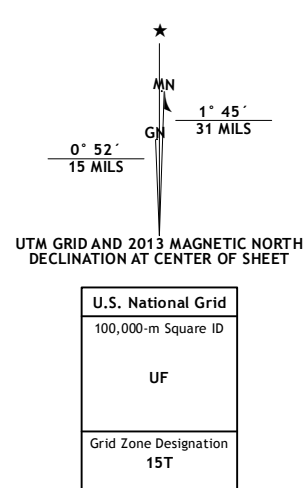 ★
MN
1° 45´
31 MILS
GN
0° 52´
15 MILS
UTM GRID AND 2013 MAGNETIC NORTH
DECLINATION AT CENTER OF SHEET
U.S. National Grid
100,000-m Square ID
UF
Grid Zone Designation
15T